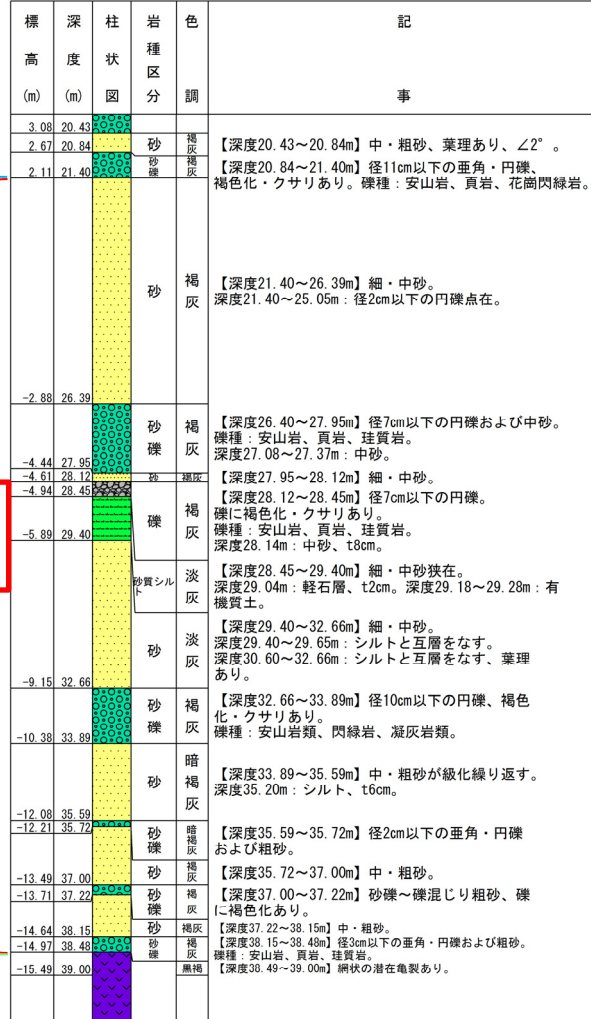 標高(m) 深度(m) 柱状図 岩種区分 色調 記事
3.08 20.43
2.67 20.84 砂 褐灰 【深度20.43～20.84m】中・粗砂、葉理あり、∠2°。
2.11 21.40 砂礫 褐灰 【深度20.84～21.40m】径11cm以下の亜角・円礫、
褐色化・クサリあり。礫種：安山岩、頁岩、花崗閃緑岩。
-2.88 26.39 砂 褐灰 【深度21.40～26.39m】細・中砂。
深度21.40～25.05m：径2cm以下の円礫点在。
-4.44 27.95 砂礫 褐灰 【深度26.40～27.95m】径7cm以下の円礫および中砂。
礫種：安山岩、頁岩、珪質岩。
深度27.08～27.37m：中砂。
-4.61 28.12 砂 褐灰 【深度27.95～28.12m】細・中砂。
-4.94 28.45 礫 褐灰 【深度28.12～28.45m】径7cm以下の円礫。
礫に褐色化・クサリあり。
礫種：安山岩、頁岩、珪質岩。
深度28.14m：中砂、t8cm。
-5.89 29.40 砂質シルト 淡灰 【深度28.45～29.40m】細・中砂狭在。
深度29.04m：軽石層、t2cm。深度29.18～29.28m：有
機質土。
-9.15 32.66 砂 淡灰 【深度29.40～32.66m】細・中砂。
深度29.40～29.65m：シルトと互層をなす。
深度30.60～32.66m：シルトと互層をなす、葉理
あり。
-10.38 33.89 砂礫 褐灰 【深度32.66～33.89m】径10cm以下の円礫、褐色
化・クサリあり。
礫種：安山岩類、閃緑岩、凝灰岩類。
-12.08 35.59 砂 暗褐灰 【深度33.89～35.59m】中・粗砂が級化繰り返す。
深度35.20m：シルト、t6cm。
-12.21 35.72 砂礫 暗褐灰 【深度35.59～35.72m】径2cm以下の亜角・円礫
および粗砂。
-13.49 37.00 砂 褐灰 【深度35.72～37.00m】中・粗砂。
-13.71 37.22 砂礫 褐灰 【深度37.00～37.22m】砂礫～礫混じり粗砂、礫
に褐色化あり。
-14.64 38.15 砂 褐灰 【深度37.22～38.15m】中・粗砂。
-14.97 38.48 砂礫 褐灰 【深度38.15～38.48m】径3cm以下の亜角・円礫および粗砂。
礫種：安山岩、頁岩、珪質岩。
-15.49 39.00 黒褐 【深度38.49～39.00m】網状の潜在亀裂あり。